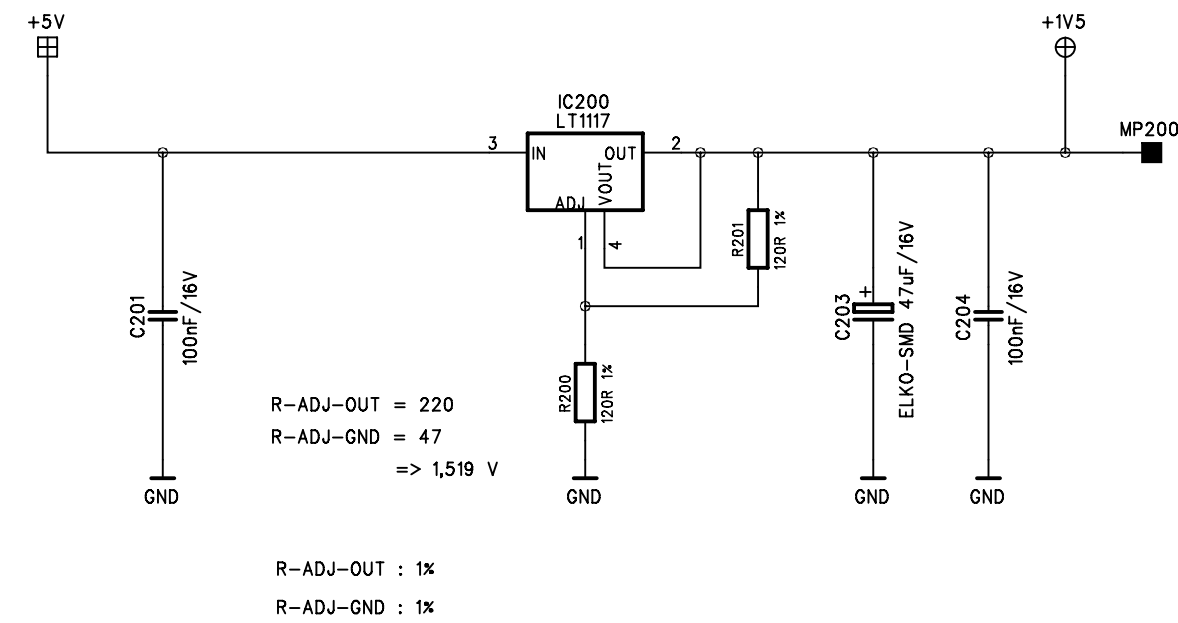 +5V
+1V5
IC200
LT1117
MP200
3
IN
OUT
2
ADJ
VOUT
1
4
R201
120R 1%
C201
100nF/16V
+
C203
ELKO-SMD 47uF/16V
C204
100nF/16V
R200
120R 1%
R-ADJ-OUT = 220
R-ADJ-GND = 47
=> 1,519 V
GND
GND
GND
GND
R-ADJ-OUT : 1%
R-ADJ-GND : 1%